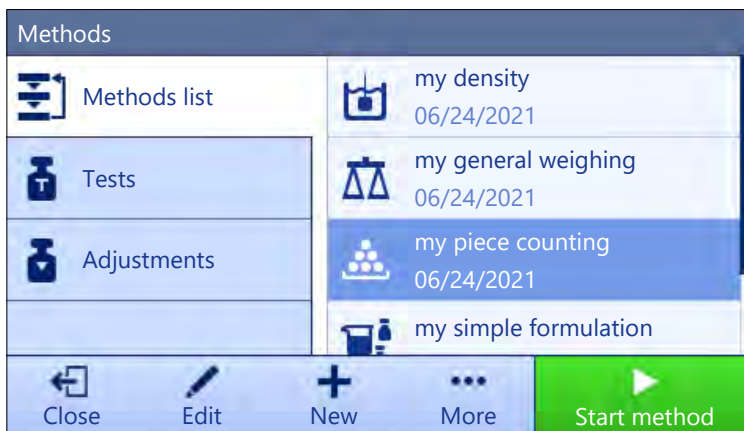 Methods
Methods list
Tests
Adjustments
my density
06/24/2021
my general weighing
06/24/2021
my piece counting
06/24/2021
my simple formulation
Close
Edit
New
More
Start method